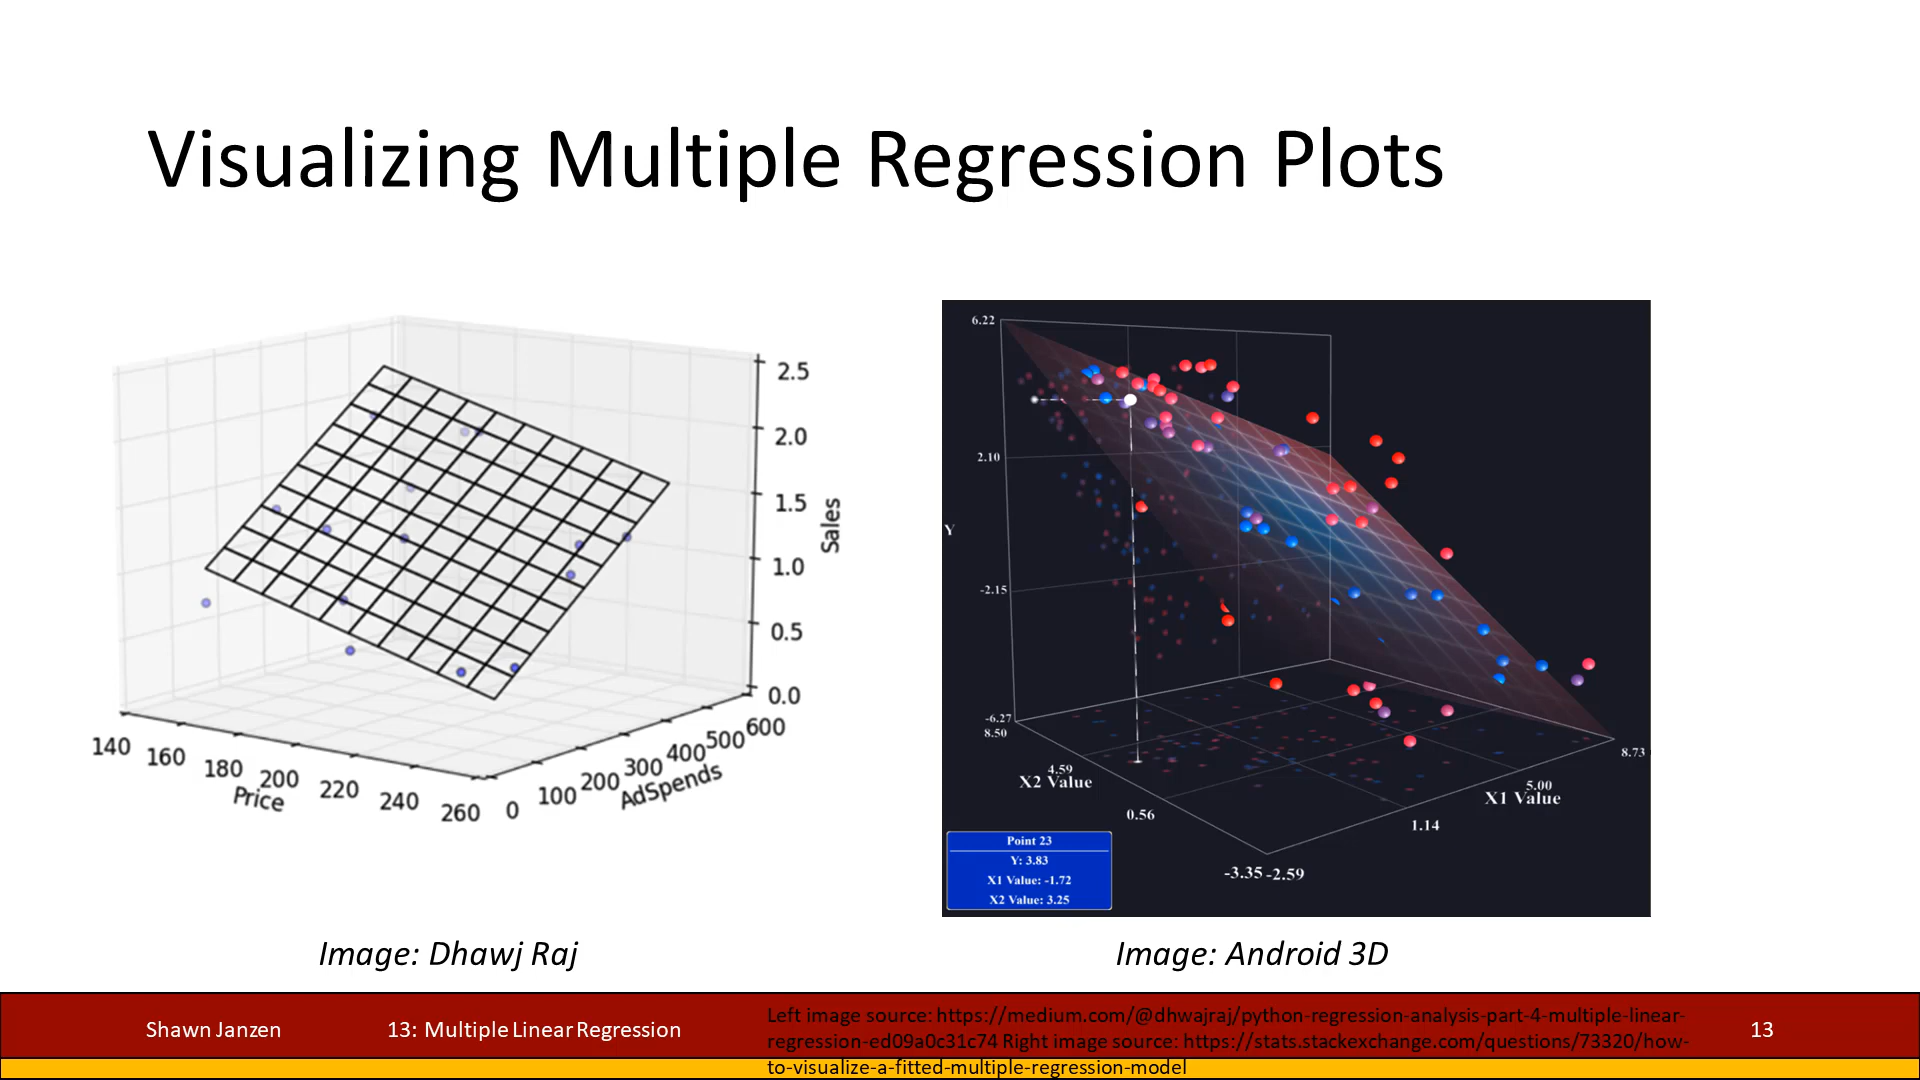 Visualizing Multiple Regression Plots
2.5
2.0
1.5
1.0
0.5
0.0
Sales
140
160
180
200
220
240
260
Price
0
100
200
300
400
500
600
AdSpends
6.22
2.10
Y
-2.15
-6.27
8.50
4.59
X2 Value
0.56
-3.35
-2.59
1.14
5.00
X1 Value
8.73
Point 23
Y: 3.83
X1 Value: -1.72
X2 Value: 3.25
Image: Dhawj Raj
Image: Android 3D
Shawn Janzen
13: Multiple Linear Regression
Left image source: https://medium.com/@dhwajraj/python-regression-analysis-part-4-multiple-linear-
regression-ed09a0c31c74 Right image source: https://stats.stackexchange.com/questions/73320/how-
to-visualize-a-fitted-multiple-regression-model
13